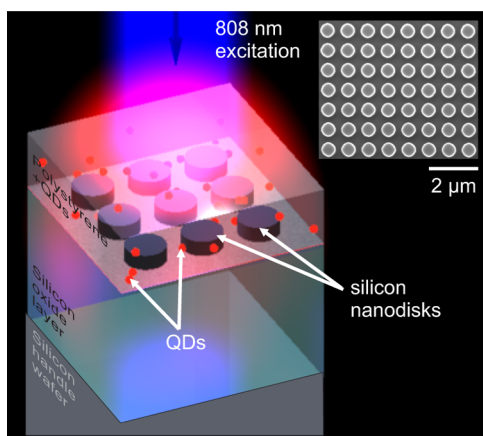 808 nm
excitation
2 μm
Polystyrene
+QDs
Silicon
oxide
layer
silicon
nanodisks
QDs
Silicon
handle
wafer